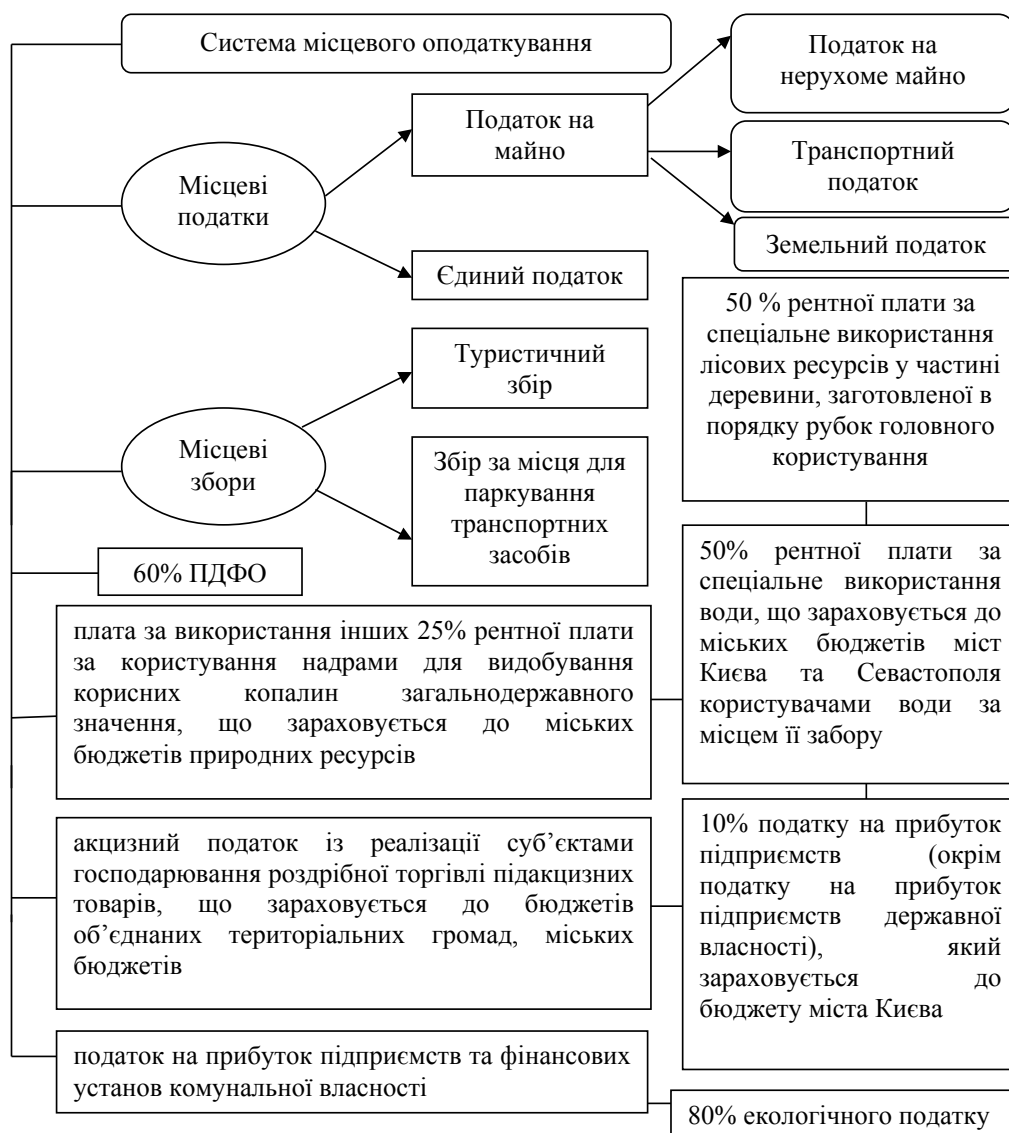 Система місцевого оподаткування
Податок на
нерухоме майно
Податок на
майно
Транспортний
податок
Місцеві
податки
Земельний податок
Єдиний податок
50 % рентної плати за
спеціальне використання
лісових ресурсів у частині
деревини, заготовленої в
порядку рубок головного
користування
Туристичний
збір
Місцеві
збори
Збір за місця для
паркування
транспортних
засобів
60% ПДФО
50% рентної плати за
спеціальне використання
води, що зараховується до
міських бюджетів міст
Києва та Севастополя
користувачами води за
місцем її забору
плата за використання інших 25% рентної плати
за користування надрами для видобування
корисних копалин загальнодержавного
значення, що зараховується до міських
бюджетів природних ресурсів
акцизний податок із реалізації суб’єктами
господарювання роздрібної торгівлі підакцизних
товарів, що зараховується до бюджетів
об’єднаних територіальних громад, міських
бюджетів
10% податку на прибуток
підприємств (окрім
податку на прибуток
підприємств державної
власності), який
зараховується до
бюджету міста Києва
податок на прибуток підприємств та фінансових
установ комунальної власності
80% екологічного податку